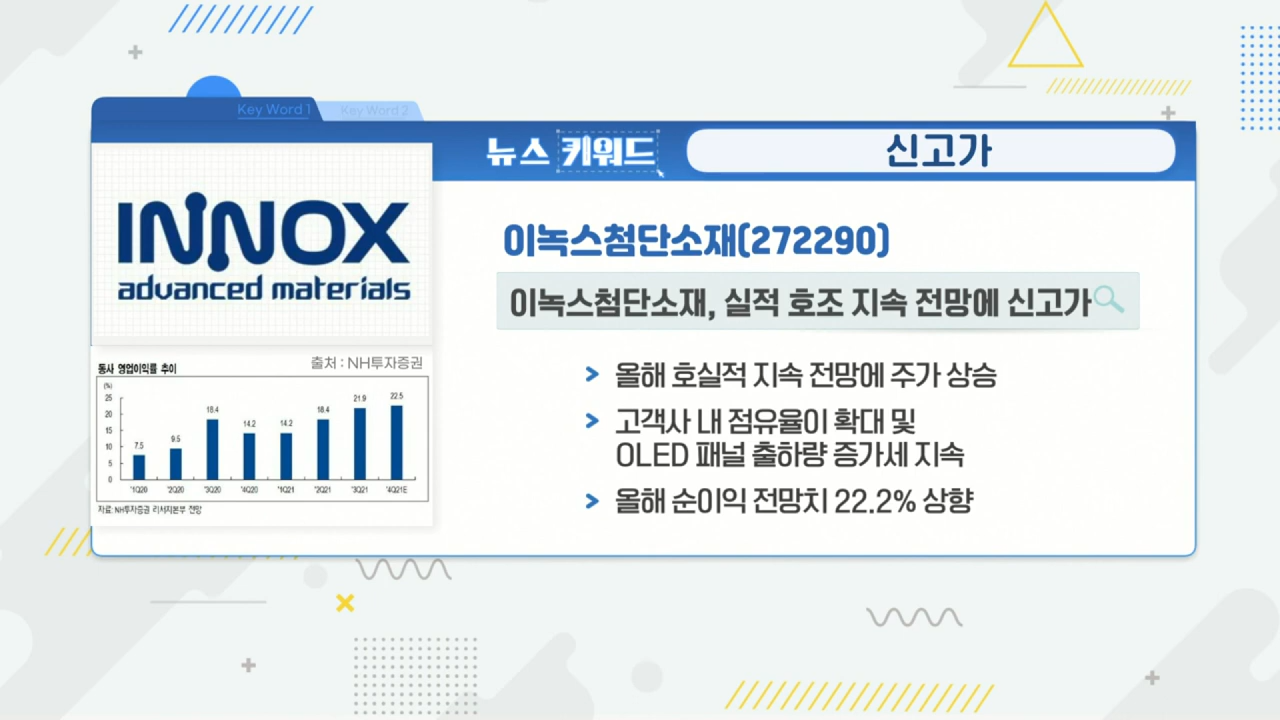 Key Word 1
Key Word 2
뉴스 키워드
신고가
INNOX
advanced materials
이녹스첨단소재(272290)
이녹스첨단소재, 실적 호조 지속 전망에 신고가
올해 호실적 지속 전망에 주가 상승
고객사 내 점유율이 확대 및
OLED 패널 출하량 증가세 지속
올해 순이익 전망치 22.2% 상향
동사 영업이익률 추이
출처 : NH투자증권
(%)
25
20
15
10
5
0
7.5
9.5
18.4
14.2
14.2
18.4
21.9
22.5
'1Q20
'2Q20
'3Q20
'4Q20
'1Q21
'2Q21
'3Q21
'4Q21E
자료: NH투자증권 리서치본부 전망